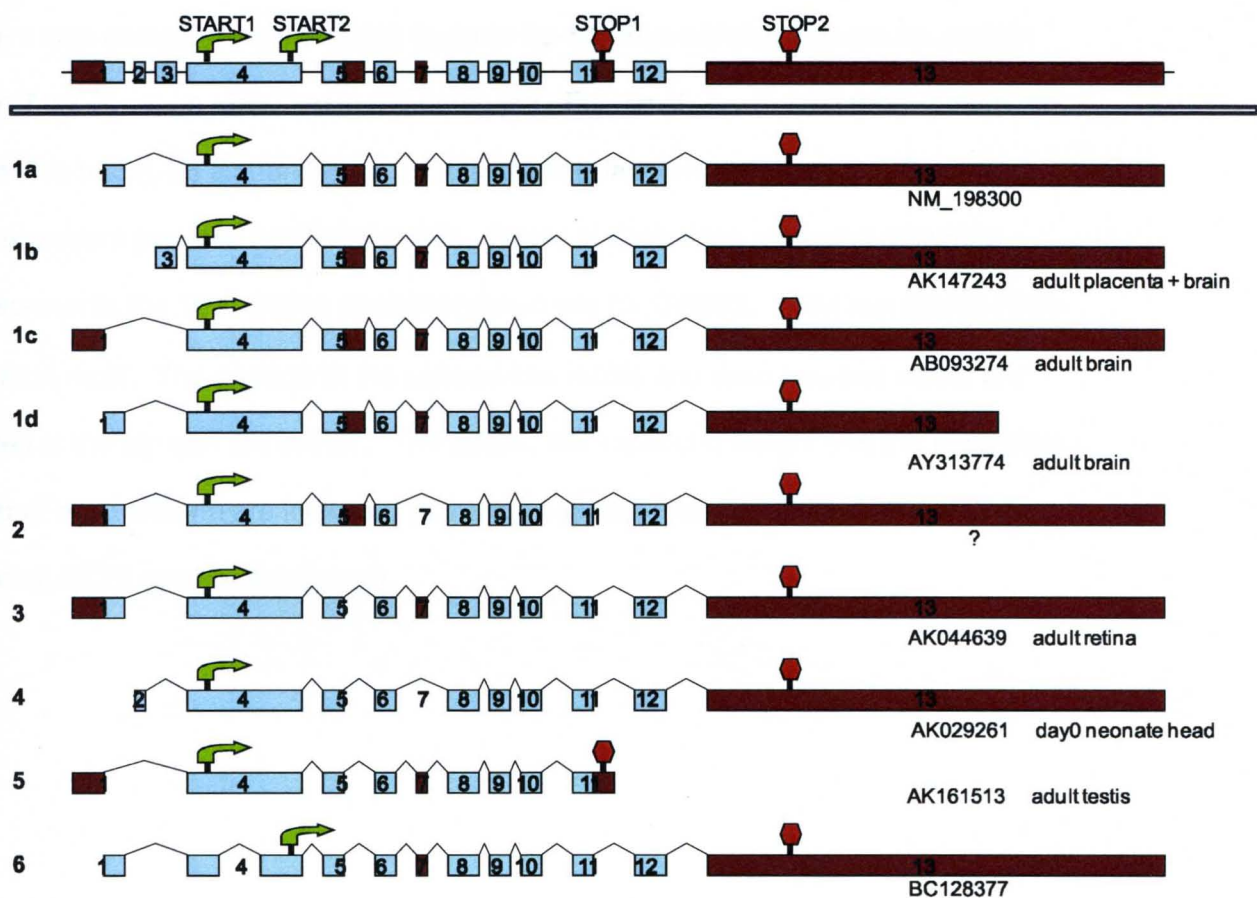 START1 START2 STOP1 STOP2
1 2 3 4 5 6 7 8 9 10 11 12 13
1a 1 4 5 6 7 8 9 10 11 12 13
NM_198300
1b 3 4 5 6 7 8 9 10 11 12 13
AK147243 adult placenta + brain
1c 1 4 5 6 7 8 9 10 11 12 13
AB093274 adult brain
1d 1 4 5 6 7 8 9 10 11 12 13
AY313774 adult brain
2 1 4 5 6 7 8 9 10 11 12 13
?
3 1 4 5 6 7 8 9 10 11 12 13
AK044639 adult retina
4 2 4 5 6 7 8 9 10 11 12 13
AK029261 day0 neonate head
5 1 4 5 6 7 8 9 10 11
AK161513 adult testis
6 1 4 5 6 7 8 9 10 11 12 13
BC128377